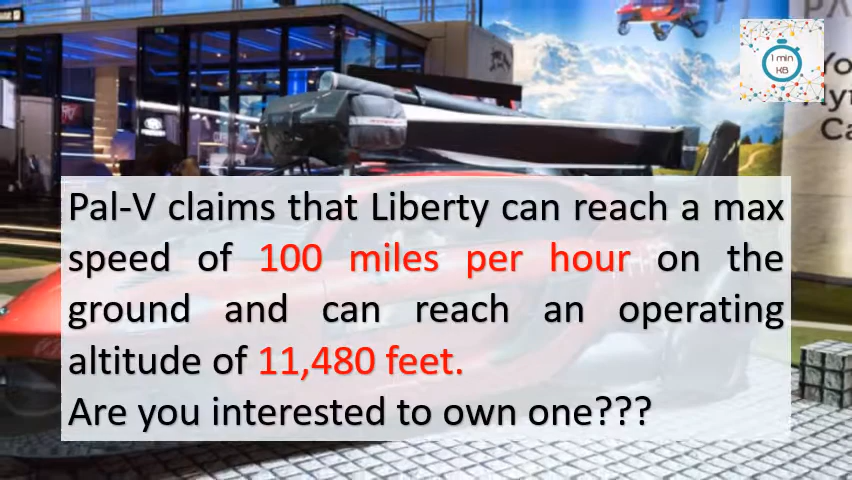 1 min
KB
Pal-V claims that Liberty can reach a max
speed of 100 miles per hour on the
ground and can reach an operating
altitude of 11,480 feet.
Are you interested to own one???